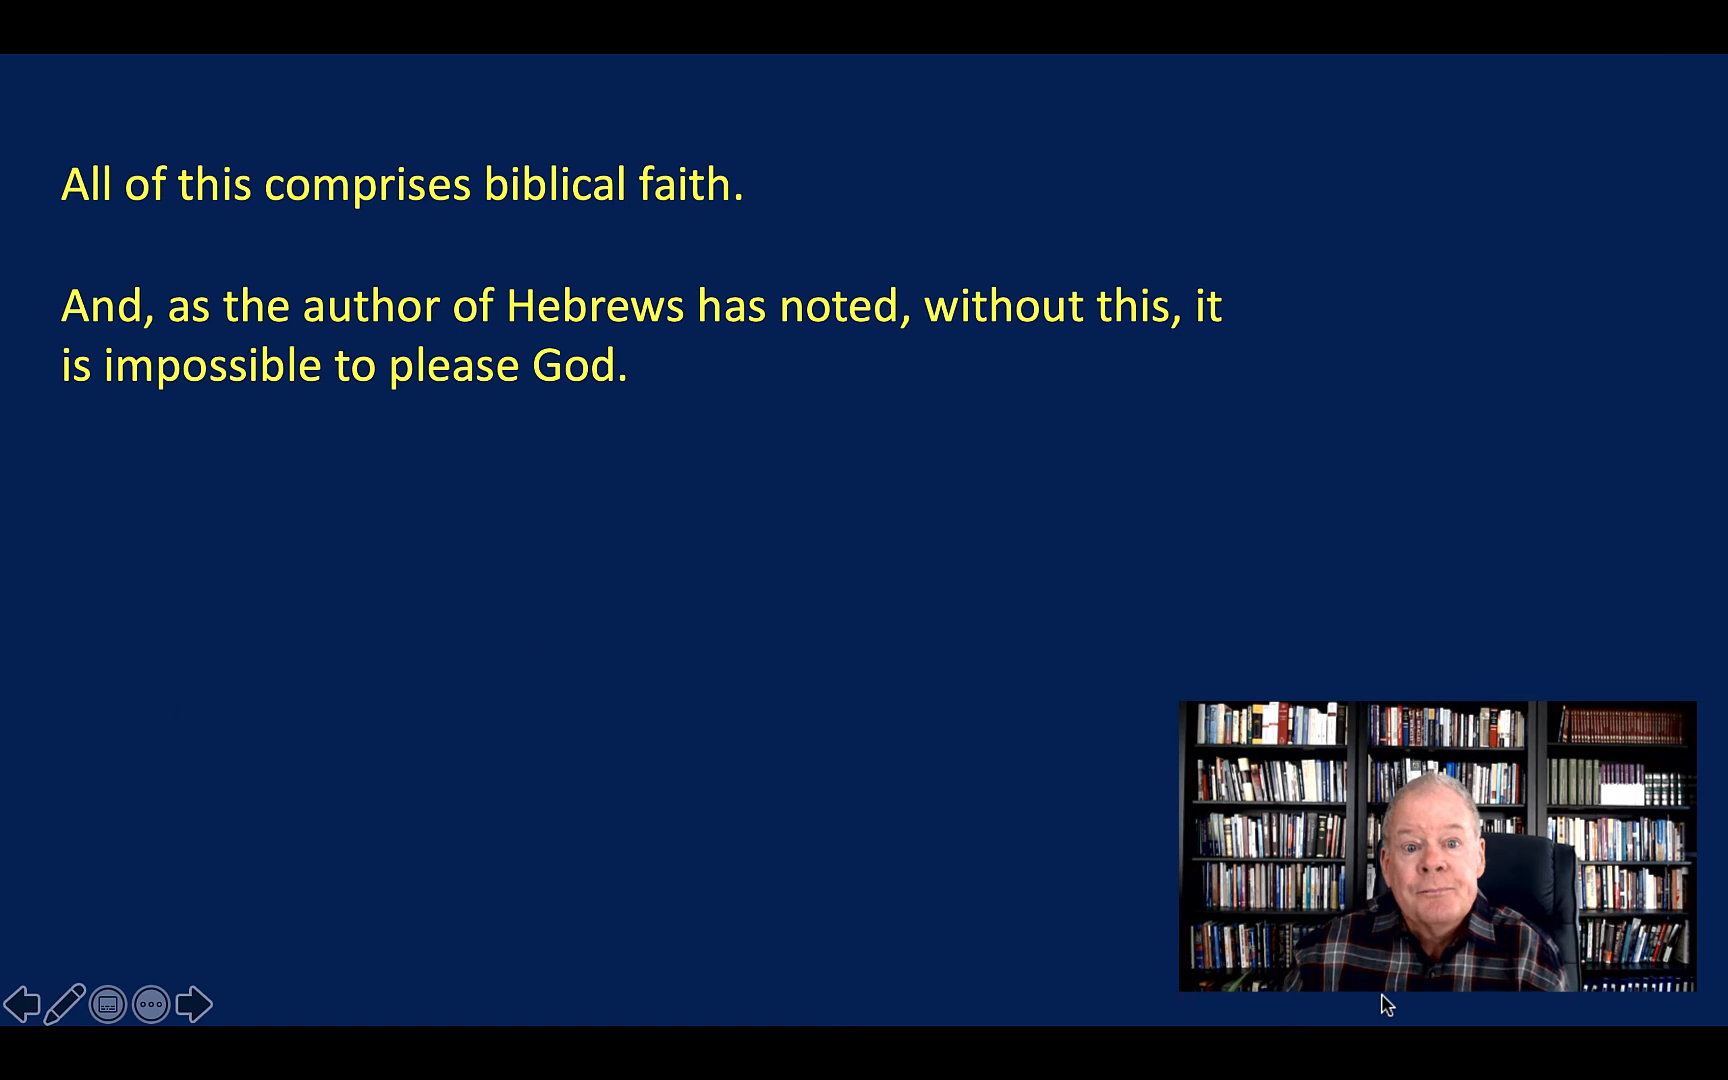 All of this comprises biblical faith.
And, as the author of Hebrews has noted, without this, it
is impossible to please God.